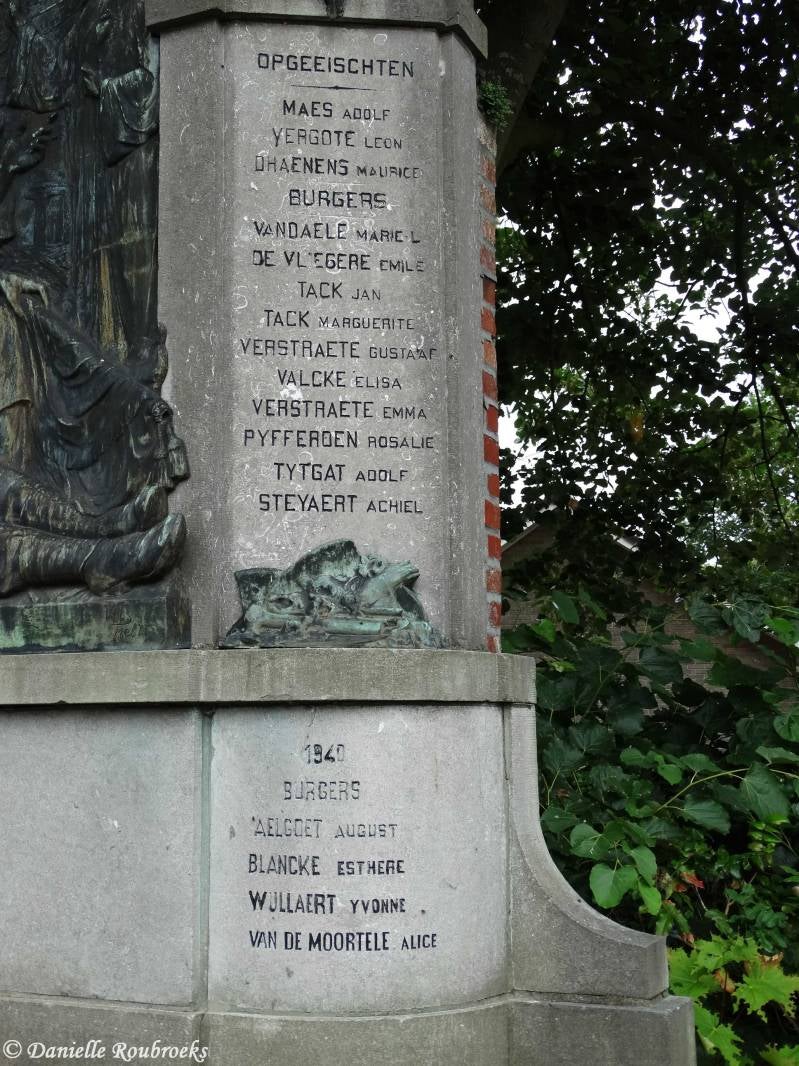 OPGEEISCHTEN
MAES ADOLF
VERGOTE LEON
DHAENENS MAURICE
BURGERS
VANDAELE MARIE L
DE VLIEGERE EMILE
TACK JAN
TACK MARGUERITE
VERSTRAETE GUSTAAF
VALCKE ELISA
VERSTRAETE EMMA
PYFFEROEN ROSALIE
TYTGAT ADOLF
STEYAERT ACHIEL
1940
BURGERS
AUGUST
BLANCKE ESTHERE
WULLAERT YVONNE
VAN DE MOORTELE ALICE
© Danielle Roubroeks